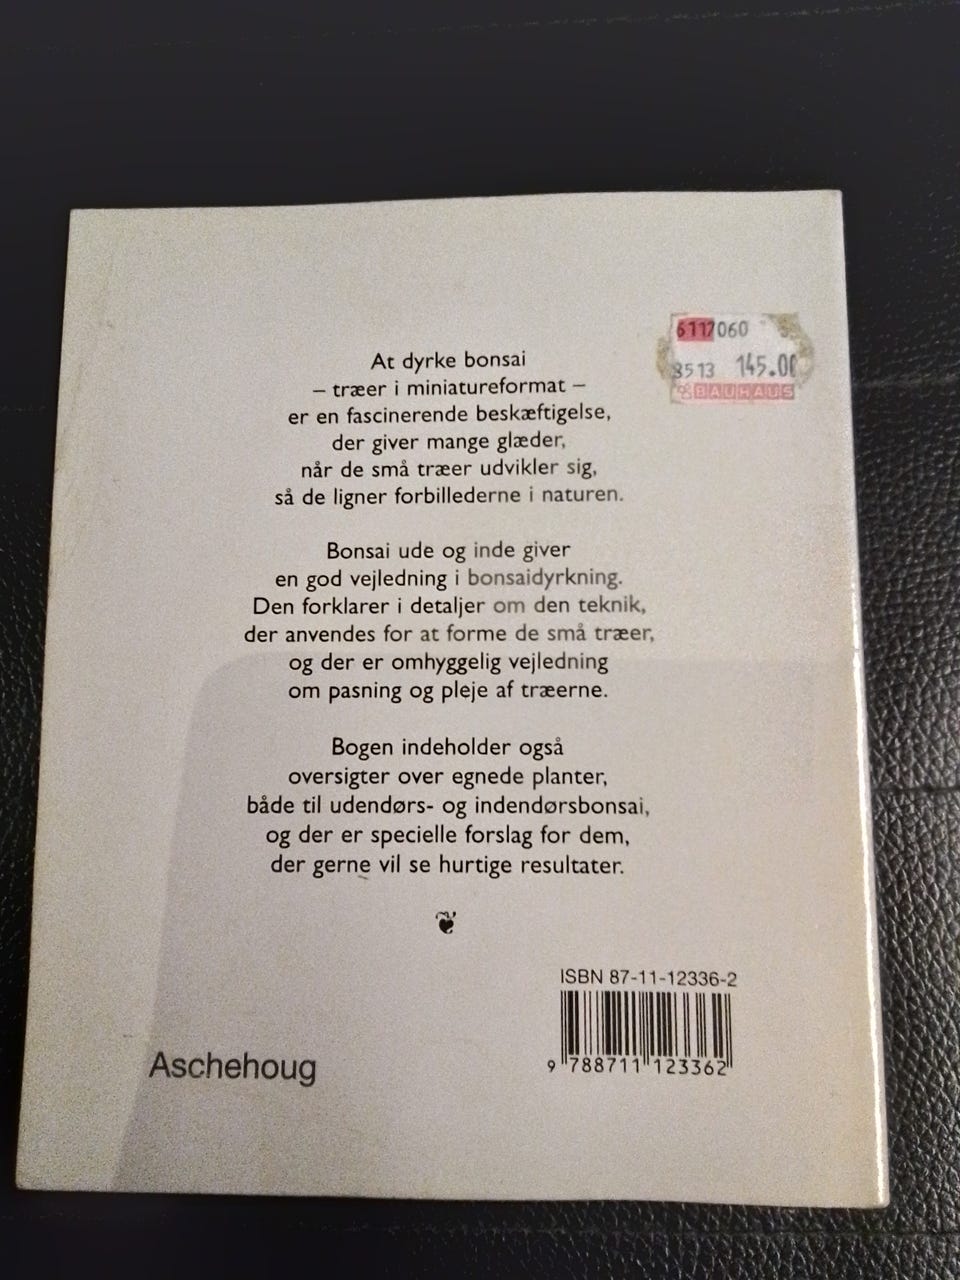 6117060
3513 145.00
BAUHAUS
At dyrke bonsai
– træer i miniatureformat –
er en fascinerende beskæftigelse,
der giver mange glæder,
når de små træer udvikler sig,
så de ligner forbillederne i naturen.
Bonsai ude og inde giver
en god vejledning i bonsaidyrkning.
Den forklarer i detaljer om den teknik,
der anvendes for at forme de små træer,
og der er omhyggelig vejledning
om pasning og pleje af træerne.
Bogen indeholder også
oversigter over egnede planter,
både til udendørs- og indendørsbonsai,
og der er specielle forslag for dem,
der gerne vil se hurtige resultater.
ISBN 87-11-12336-2
9 788711 123362
Aschehoug